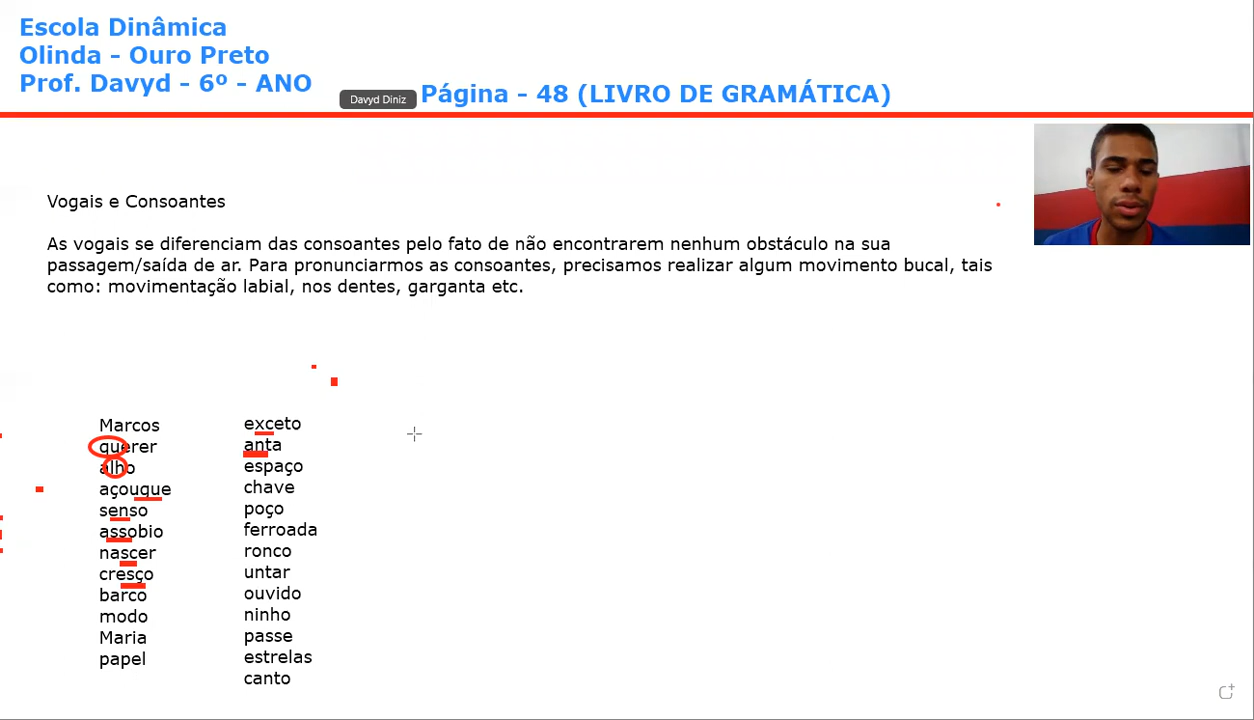 Escola Dinâmica
Olinda - Ouro Preto
Prof. Davyd - 6º - ANO
Davyd Diniz
Página - 48 (LIVRO DE GRAMÁTICA)
Vogais e Consoantes
As vogais se diferenciam das consoantes pelo fato de não encontrarem nenhum obstáculo na sua
passagem/saída de ar. Para pronunciarmos as consoantes, precisamos realizar algum movimento bucal, tais
como: movimentação labial, nos dentes, garganta etc.
Marcos
querer
alho
açougue
senso
assobio
nascer
cresço
barco
modo
Maria
papel
exceto
anta
espaço
chave
poço
ferroada
ronco
untar
ouvido
ninho
passe
estrelas
canto